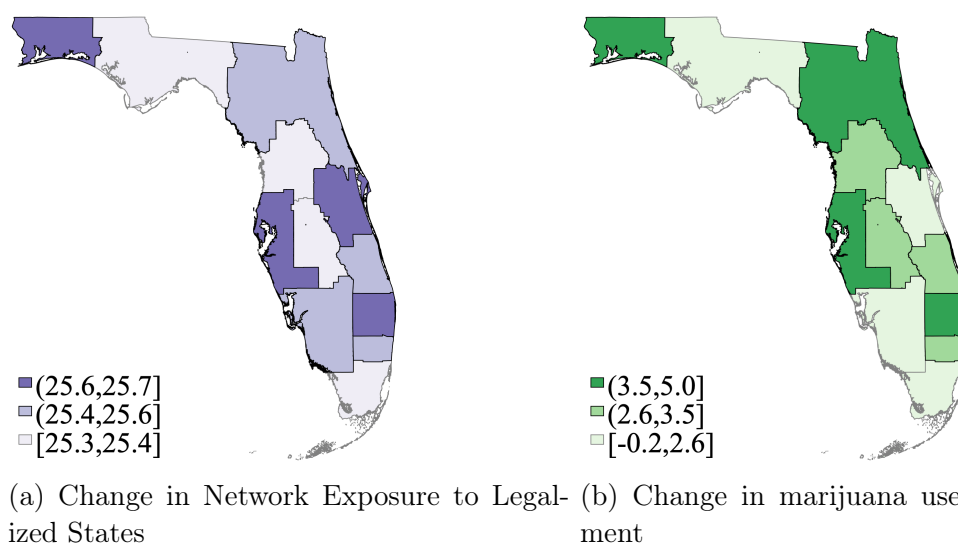 (25.6,25.7]
(25.4,25.6]
[25.3,25.4]
(3.5,5.0]
(2.6,3.5]
[-0.2,2.6]
(a) Change in Network Exposure to Legal-
ized States
(b) Change in marijuana use
ment